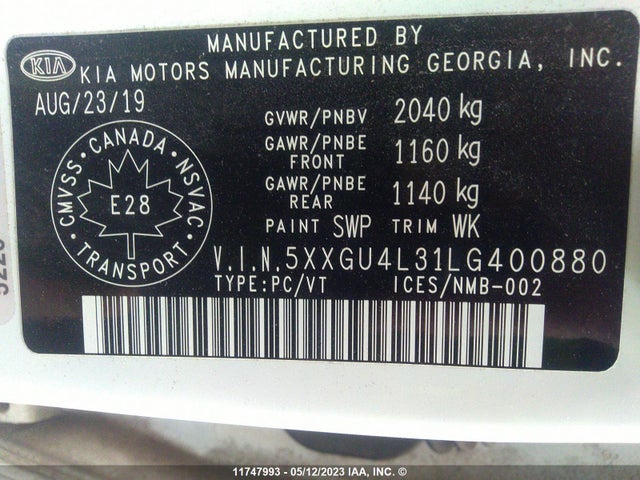 MANUFACTURED BY
KIA KIA MOTORS MANUFACTURING GEORGIA, INC.
AUG/23/19
GVWR/PNBV 2040 kg
GAWR/PNBE FRONT 1160 kg
GAWR/PNBE REAR 1140 kg
PAINT SWP TRIM WK
CMVSS • CANADA • NSVAC • TRANSPORT •
E28
V.I.N.5XXGU4L31LG400880
TYPE:PC/VT ICES/NMB-002
11747993 - 05/12/2023 IAA, INC. ©